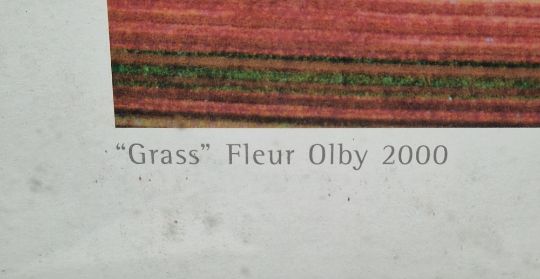 “Grass” Fleur Olby 2000